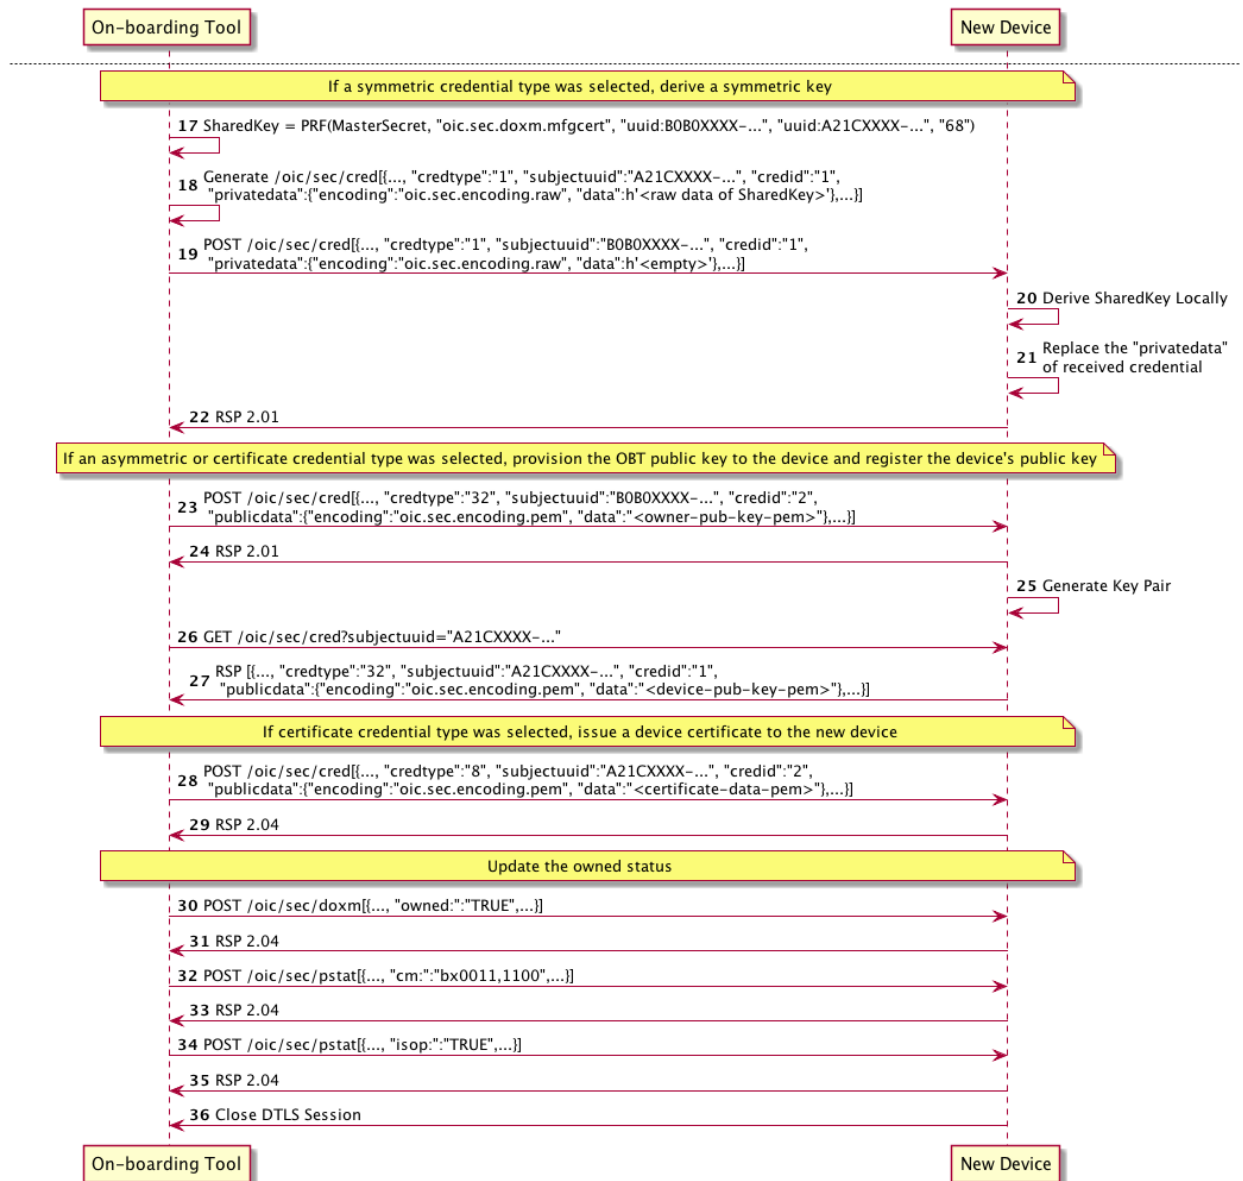 On-boarding Tool New Device
If a symmetric credential type was selected, derive a symmetric key
17 SharedKey = PRF(MasterSecret, "oic.sec.doxm.mfgcert", "uuid:B0B0XXXX-...", "uuid:A21CXXXX-...", "68")
18 Generate /oic/sec/cred[{..., "credtype":"1", "subjectuuid":"A21CXXXX-...", "credid":"1",
"privatedata":{"encoding":"oic.sec.encoding.raw", "data":h'<raw data of SharedKey>'},...}]
19 POST /oic/sec/cred[{..., "credtype":"1", "subjectuuid":"B0B0XXXX-...", "credid":"1",
"privatedata":{"encoding":"oic.sec.encoding.raw", "data":h'<empty>'},...}]
20 Derive SharedKey Locally
21 Replace the "privatedata"
of received credential
22 RSP 2.01
If an asymmetric or certificate credential type was selected, provision the OBT public key to the device and register the device's public key
23 POST /oic/sec/cred[{..., "credtype":"32", "subjectuuid":"B0B0XXXX-...", "credid":"2",
"publicdata":{"encoding":"oic.sec.encoding.pem", "data":"<owner-pub-key-pem>"},...}]
24 RSP 2.01
25 Generate Key Pair
26 GET /oic/sec/cred?subjectuuid="A21CXXXX-..."
27 RSP [{..., "credtype":"32", "subjectuuid":"A21CXXXX-...", "credid":"1",
"publicdata":{"encoding":"oic.sec.encoding.pem", "data":"<device-pub-key-pem>"},...}]
If certificate credential type was selected, issue a device certificate to the new device
28 POST /oic/sec/cred[{..., "credtype":"8", "subjectuuid":"A21CXXXX-...", "credid":"2",
"publicdata":{"encoding":"oic.sec.encoding.pem", "data":"<certificate-data-pem>"},...}]
29 RSP 2.04
Update the owned status
30 POST /oic/sec/doxm[{..., "owned:":"TRUE",...}]
31 RSP 2.04
32 POST /oic/sec/pstat[{..., "cm:":"bx0011,1100",...}]
33 RSP 2.04
34 POST /oic/sec/pstat[{..., "isop:":"TRUE",...}]
35 RSP 2.04
36 Close DTLS Session
On-boarding Tool New Device